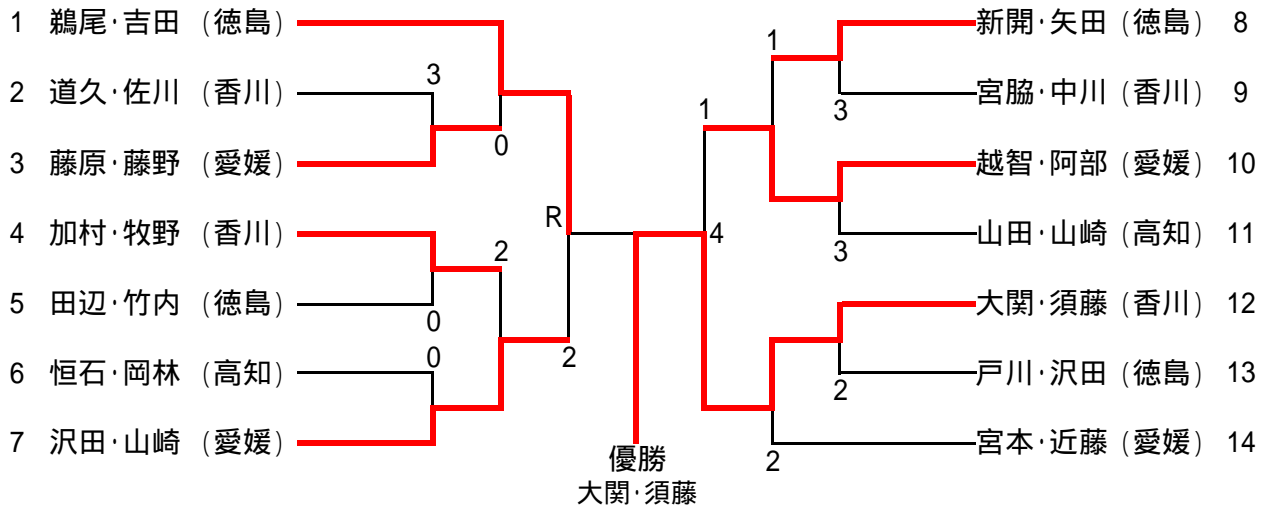 1 鵜尾·吉田 (徳島)
2 道久·佐川 (香川)
3 藤原·藤野 (愛媛)
4 加村·牧野 (香川)
5 田辺·竹内 (徳島)
6 恒石·岡林 (高知)
7 沢田·山崎 (愛媛)
3
0
2
0
0
R
2
優勝
大関·須藤
4
1
1
3
3
2
2
新開·矢田 (徳島) 8
宮脇·中川 (香川) 9
越智·阿部 (愛媛) 10
山田·山崎 (高知) 11
大関·須藤 (香川) 12
戸川·沢田 (徳島) 13
宮本·近藤 (愛媛) 14